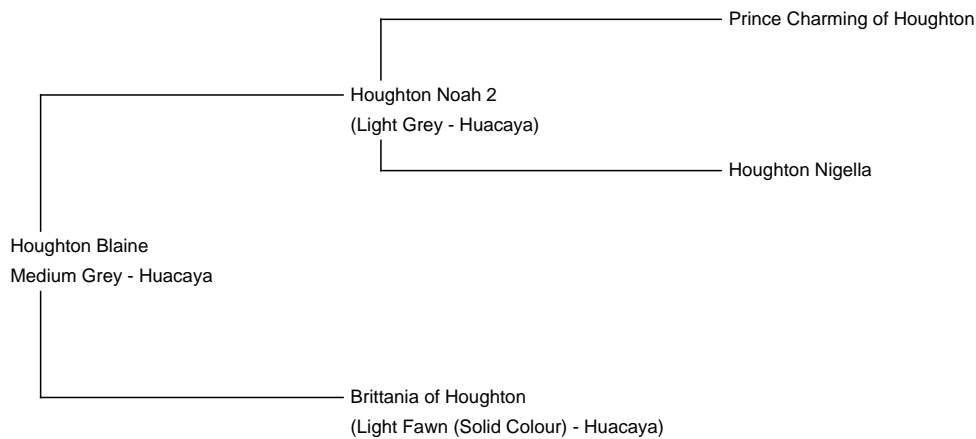 Prince Charming of Houghton
Houghton Noah 2
(Light Grey - Huacaya)
Houghton Nigella
Houghton Blaine
Medium Grey - Huacaya
Brittania of Houghton
(Light Fawn (Solid Colour) - Huacaya)